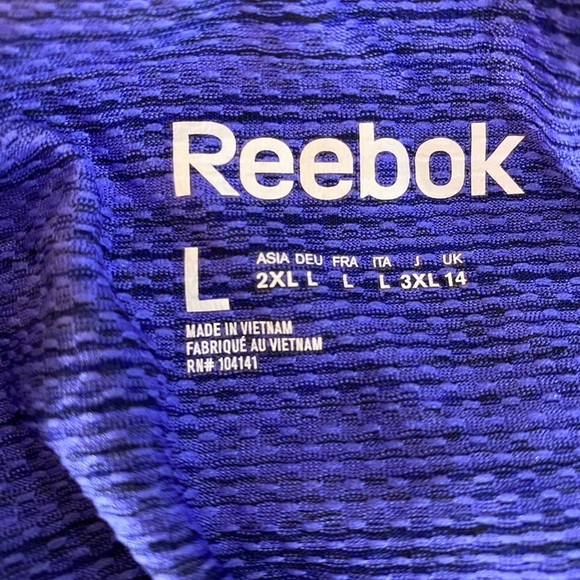 Reebok
L
ASIA DEU FRA ITA J UK
2XL L L L 3XL 14
MADE IN VIETNAM
FABRIQUÉ AU VIETNAM
RN# 104141